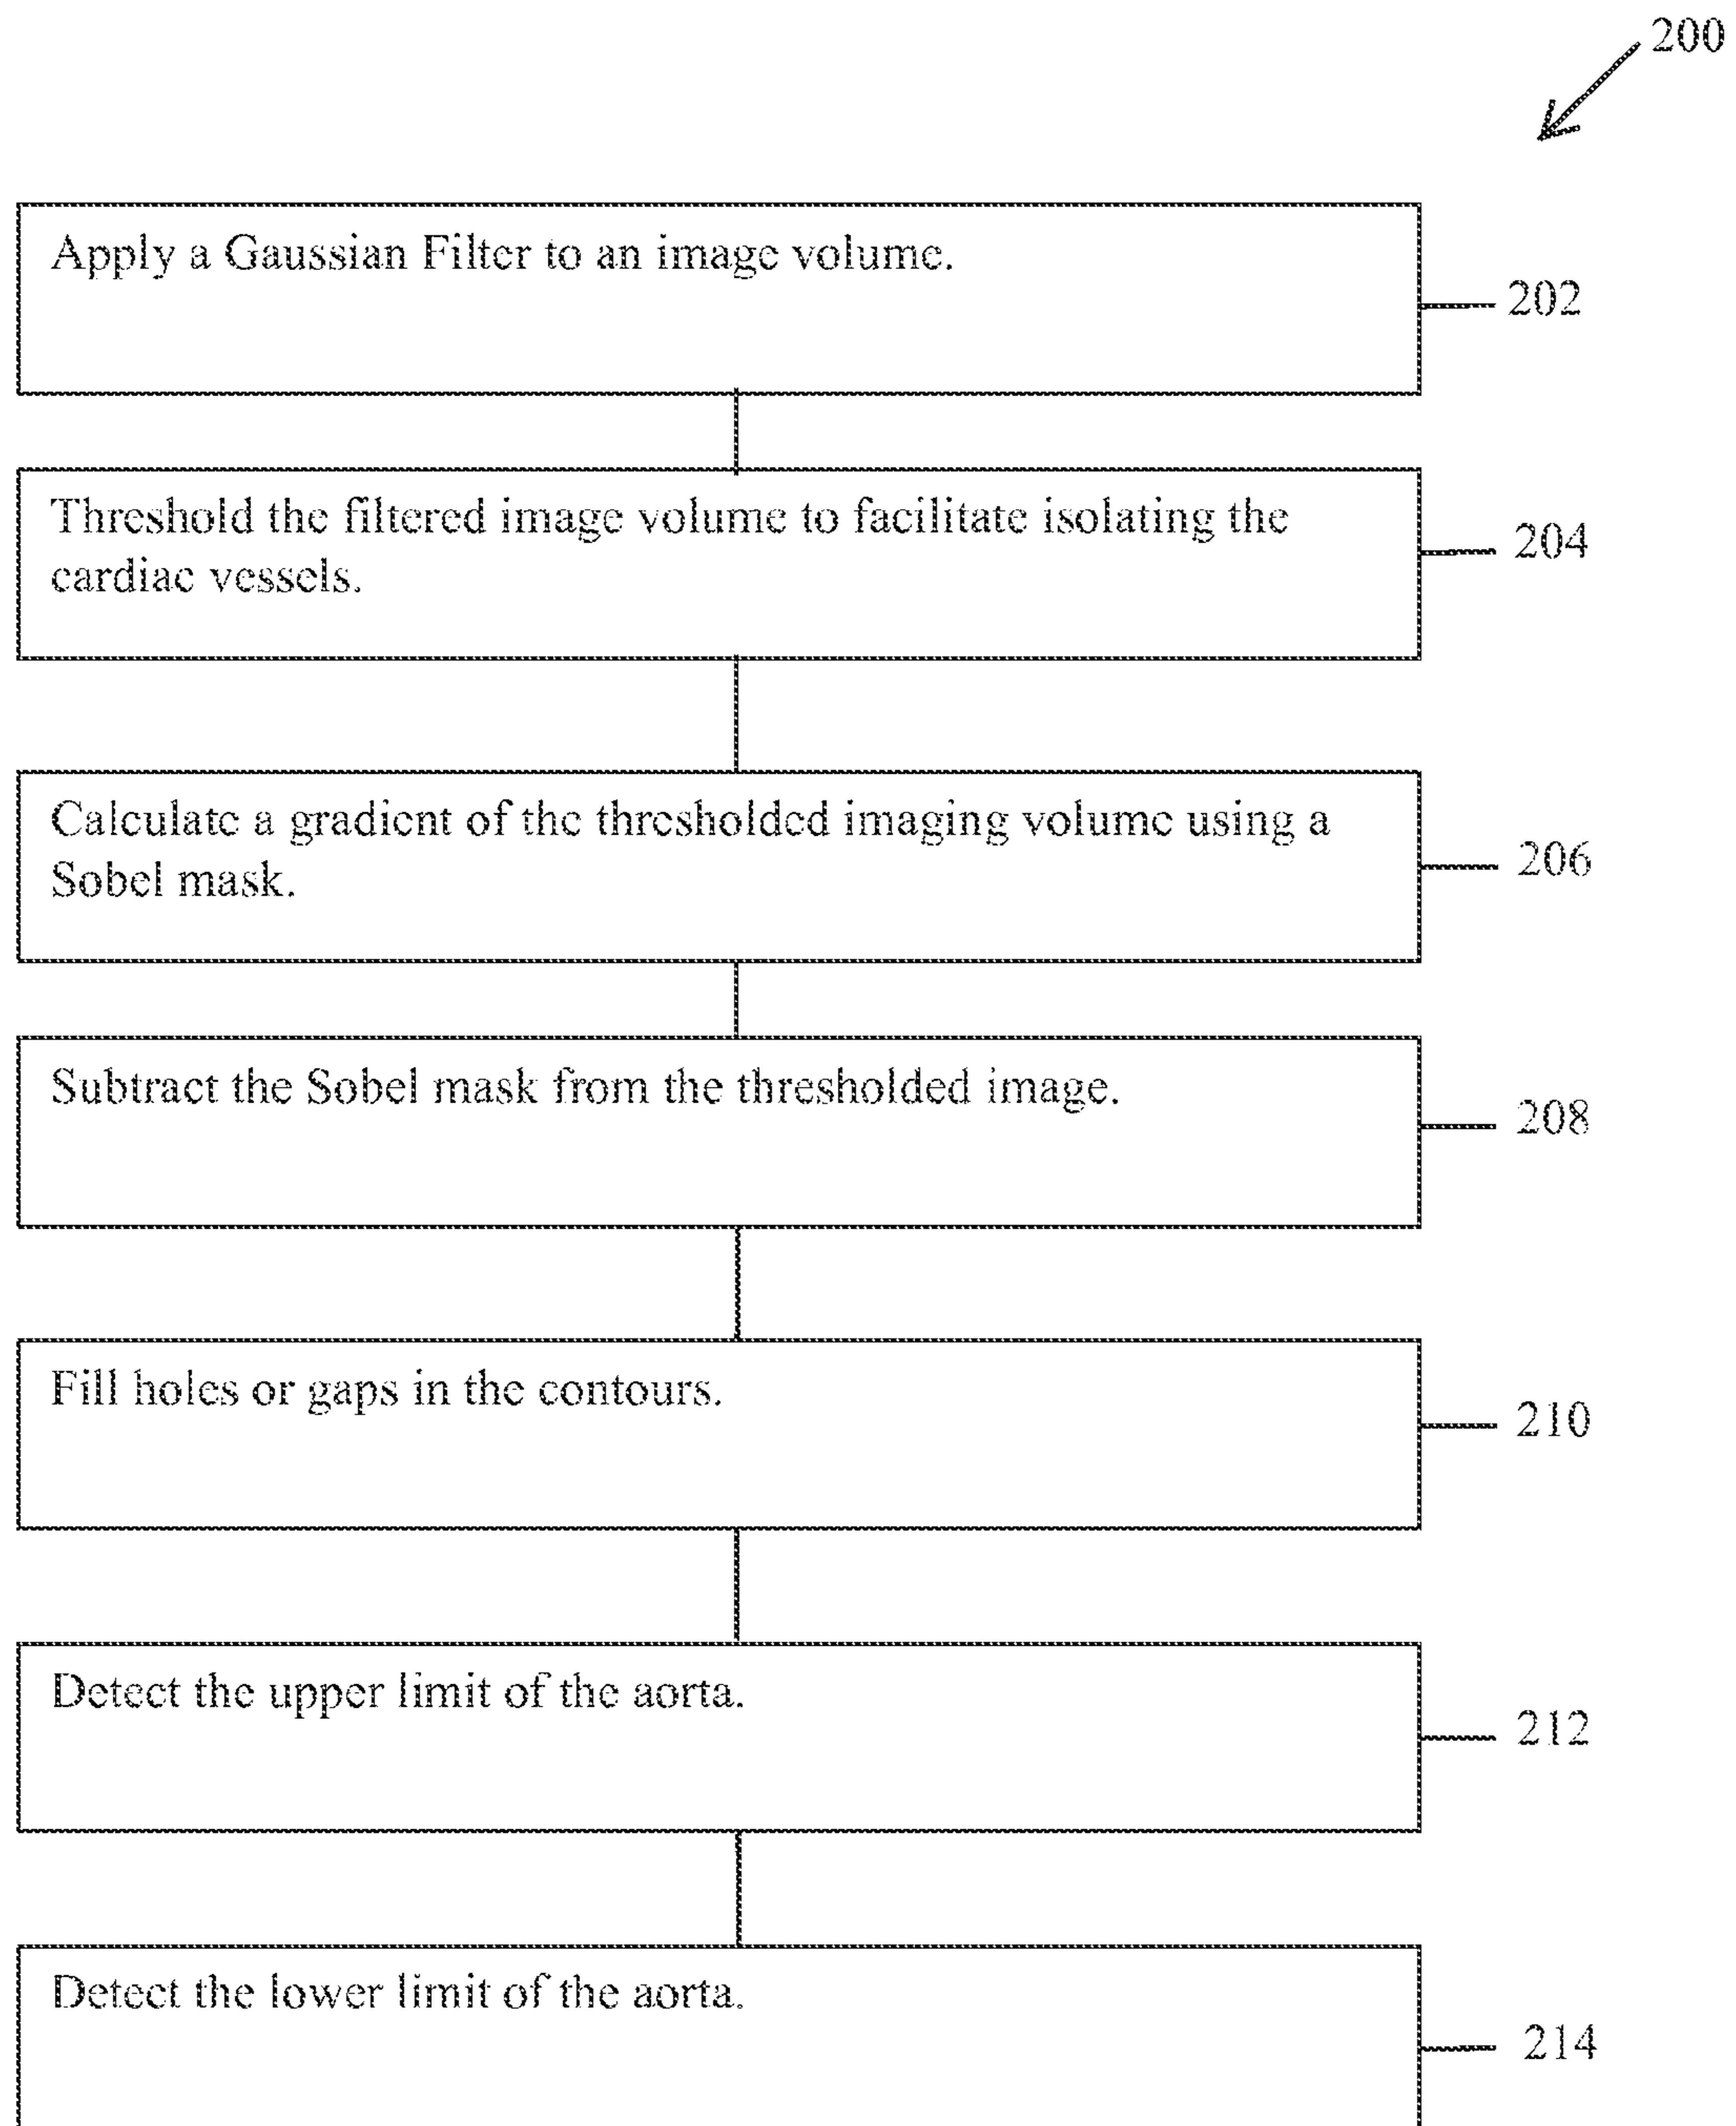 200
Apply a Gaussian Filter to an image volume.
202
Threshold the filtered image volume to facilitate isolating the
cardiac vessels.
204
Calculate a gradient of the thresholded imaging volume using a
Sobel mask.
206
Subtract the Sobel mask from the thresholded image.
208
Fill holes or gaps in the contours.
210
Detect the upper limit of the aorta.
212
Detect the lower limit of the aorta.
214